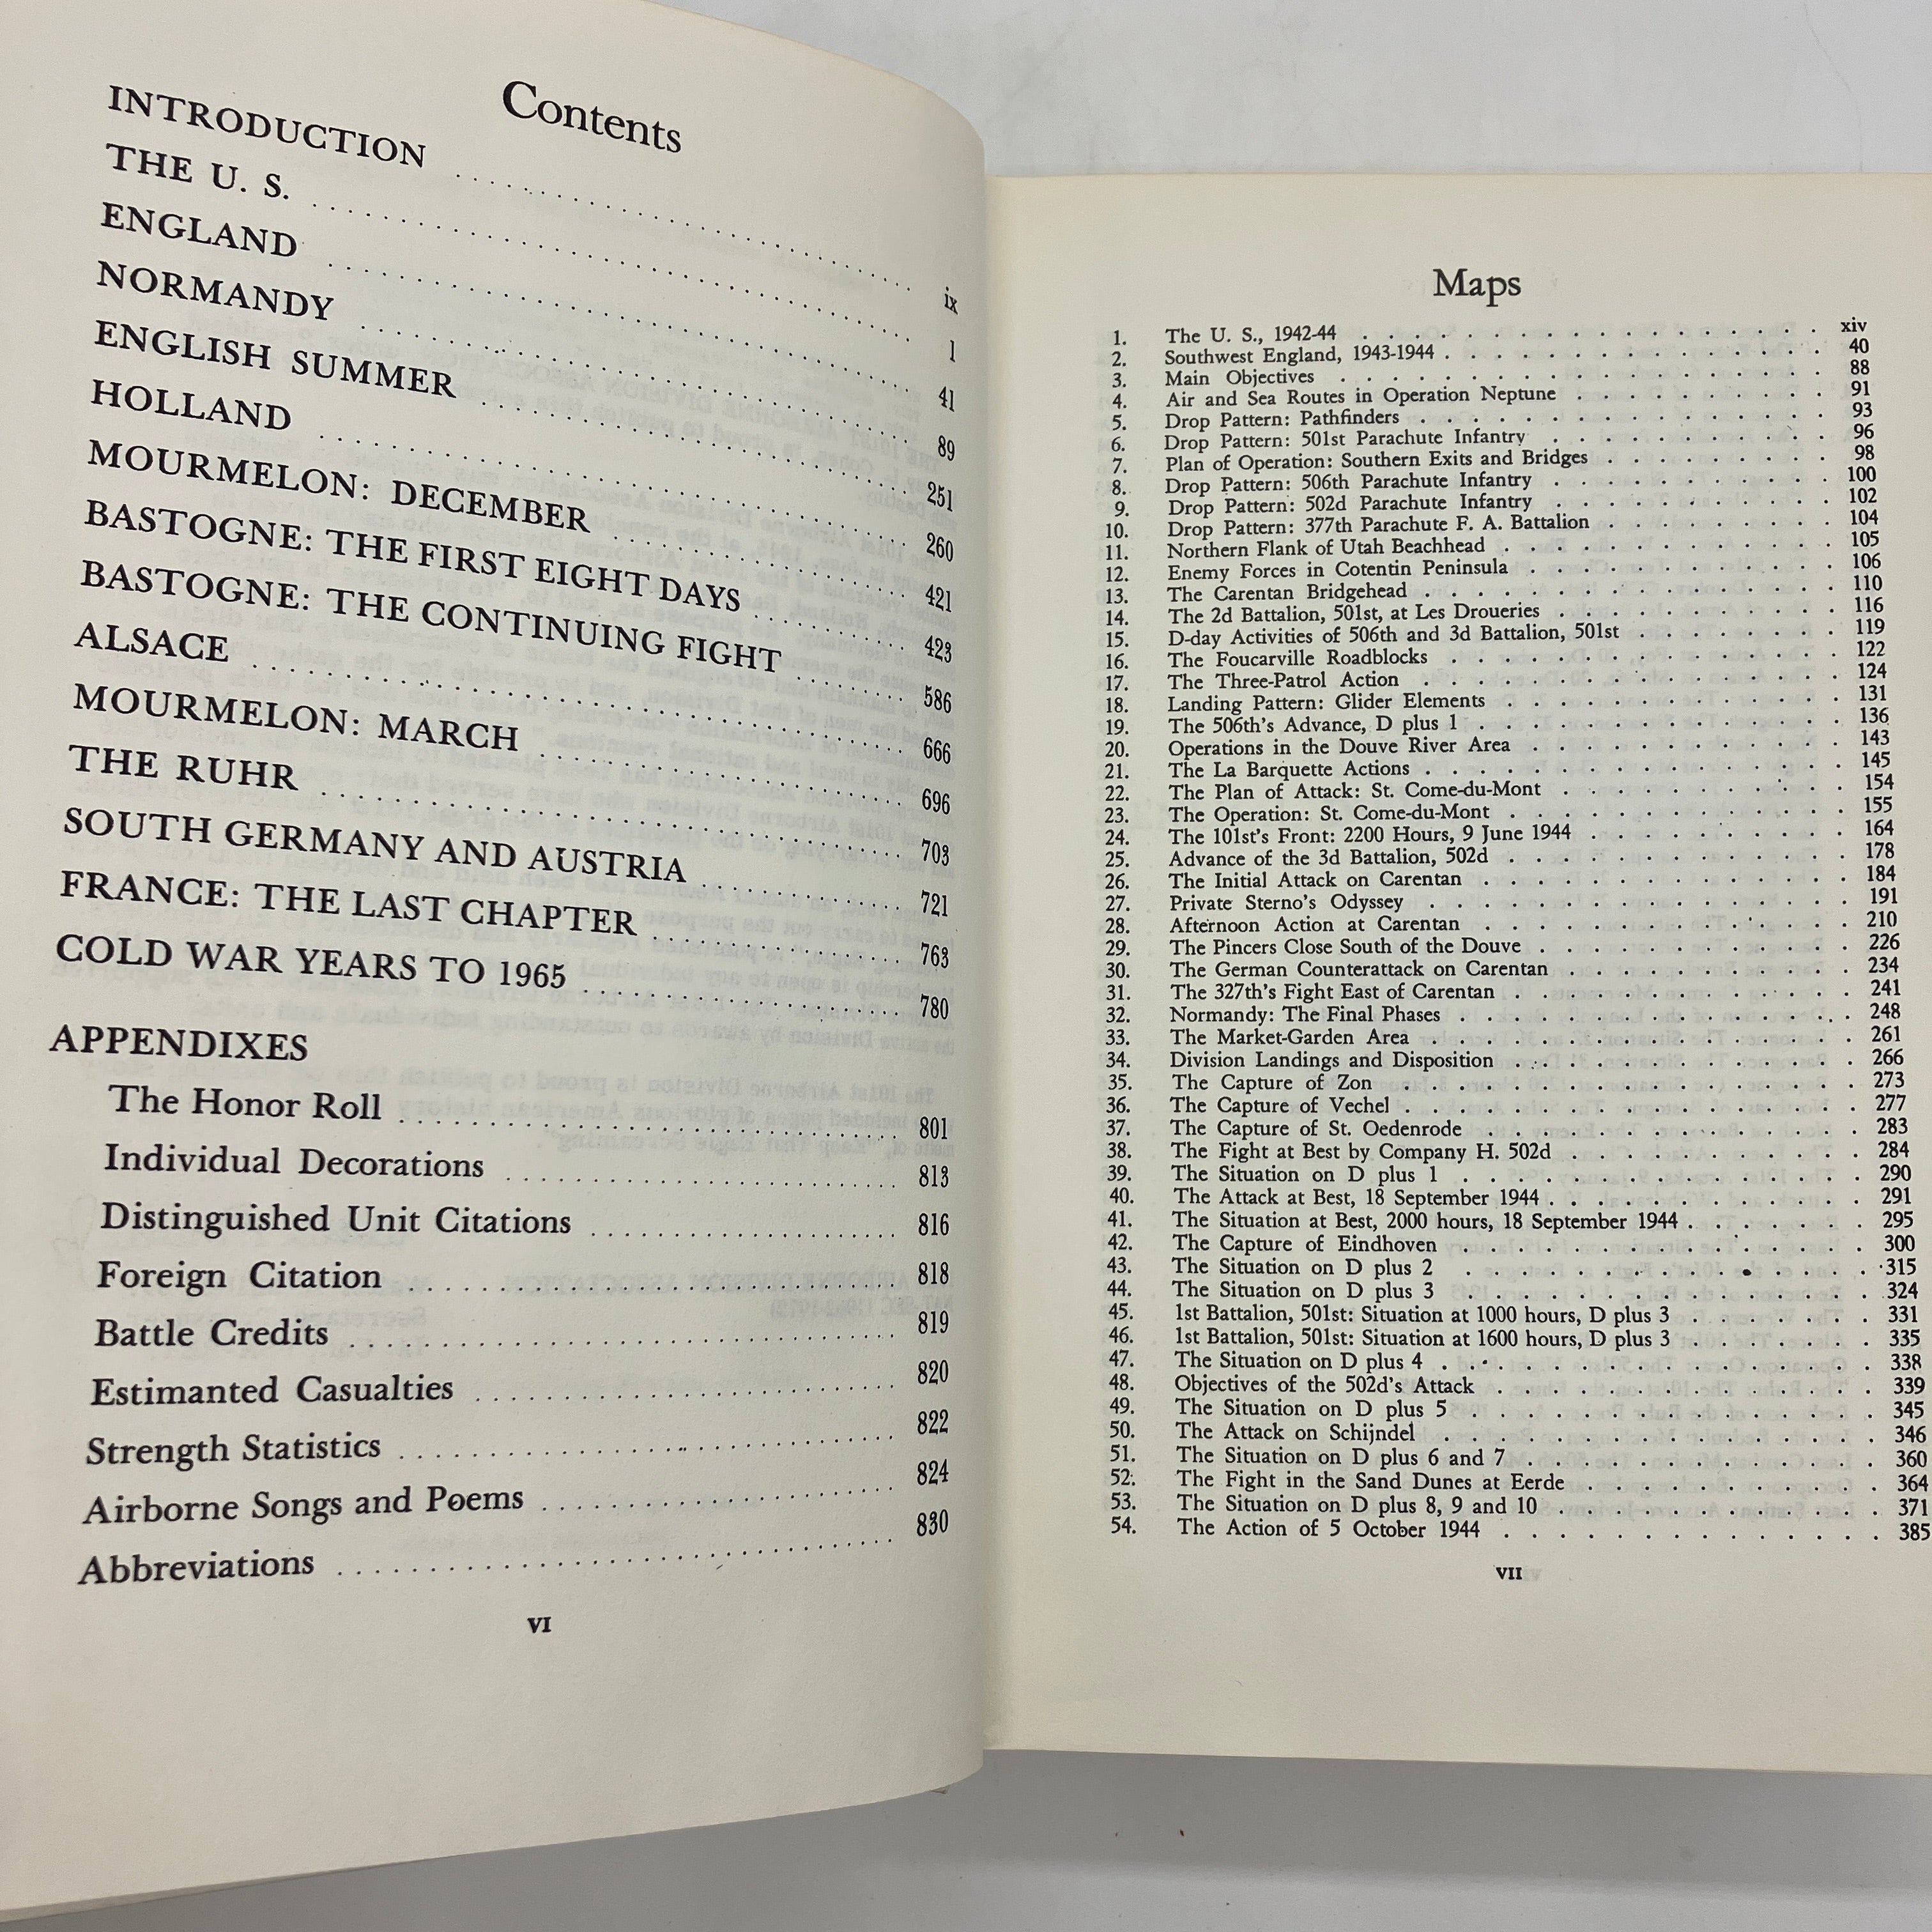 Contents
INTRODUCTION ix
THE U. S. 1
ENGLAND 41
NORMANDY 89
ENGLISH SUMMER 251
HOLLAND 260
MOURMELON: DECEMBER 421
BASTOGNE: THE FIRST EIGHT DAYS 423
BASTOGNE: THE CONTINUING FIGHT 586
ALSACE 666
MOURMELON: MARCH 696
THE RUHR 703
SOUTH GERMANY AND AUSTRIA 721
FRANCE: THE LAST CHAPTER 763
COLD WAR YEARS TO 1965 780
APPENDIXES
The Honor Roll 801
Individual Decorations 813
Distinguished Unit Citations 816
Foreign Citation 818
Battle Credits 819
Estimanted Casualties 820
Strength Statistics 822
Airborne Songs and Poems 824
Abbreviations 830
VI
Maps
1. The U. S., 1942-44 xiv
2. Southwest England, 1943-1944 40
3. Main Objectives 88
4. Air and Sea Routes in Operation Neptune 91
5. Drop Pattern: Pathfinders 93
6. Drop Pattern: 501st Parachute Infantry 96
7. Plan of Operation: Southern Exits and Bridges 98
8. Drop Pattern: 506th Parachute Infantry 100
9. Drop Pattern: 502d Parachute Infantry 102
10. Drop Pattern: 377th Parachute F. A. Battalion 104
11. Northern Flank of Utah Beachhead 105
12. Enemy Forces in Cotentin Peninsula 106
13. The Carentan Bridgehead 110
14. The 2d Battalion, 501st, at Les Droueries 116
15. D-day Activities of 506th and 3d Battalion, 501st 119
16. The Foucarville Roadblocks 122
17. The Three-Patrol Action 124
18. Landing Pattern: Glider Elements 131
19. The 506th's Advance, D plus 1 136
20. Operations in the Douve River Area 143
21. The La Barquette Actions 145
22. The Plan of Attack: St. Come-du-Mont 154
23. The Operation: St. Come-du-Mont 155
24. The 101st's Front: 2200 Hours, 9 June 1944 164
25. Advance of the 3d Battalion, 502d 178
26. The Initial Attack on Carentan 184
27. Private Sterno's Odyssey 191
28. Afternoon Action at Carentan 210
29. The Pincers Close South of the Douve 226
30. The German Counterattack on Carentan 234
31. The 327th's Fight East of Carentan 241
32. Normandy: The Final Phases 248
33. The Market-Garden Area 261
34. Division Landings and Disposition 266
35. The Capture of Zon 273
36. The Capture of Vechel 277
37. The Capture of St. Oedenrode 283
38. The Fight at Best by Company H. 502d 284
39. The Situation on D plus 1 290
40. The Attack at Best, 18 September 1944 291
41. The Situation at Best, 2000 hours, 18 September 1944 295
42. The Capture of Eindhoven 300
43. The Situation on D plus 2 315
44. The Situation on D plus 3 324
45. 1st Battalion, 501st: Situation at 1000 hours, D plus 3 331
46. 1st Battalion, 501st: Situation at 1600 hours, D plus 3 335
47. The Situation on D plus 4 338
48. Objectives of the 502d's Attack 339
49. The Situation on D plus 5 345
50. The Attack on Schijndel 346
51. The Situation on D plus 6 and 7 360
52. The Fight in the Sand Dunes at Eerde 364
53. The Situation on D plus 8, 9 and 10 371
54. The Action of 5 October 1944 385
VII